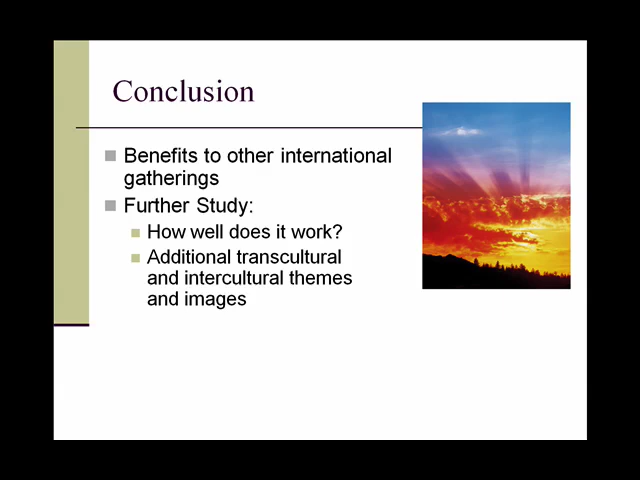 Conclusion
Benefits to other international
gatherings
Further Study:
How well does it work?
Additional transcultural
and intercultural themes
and images